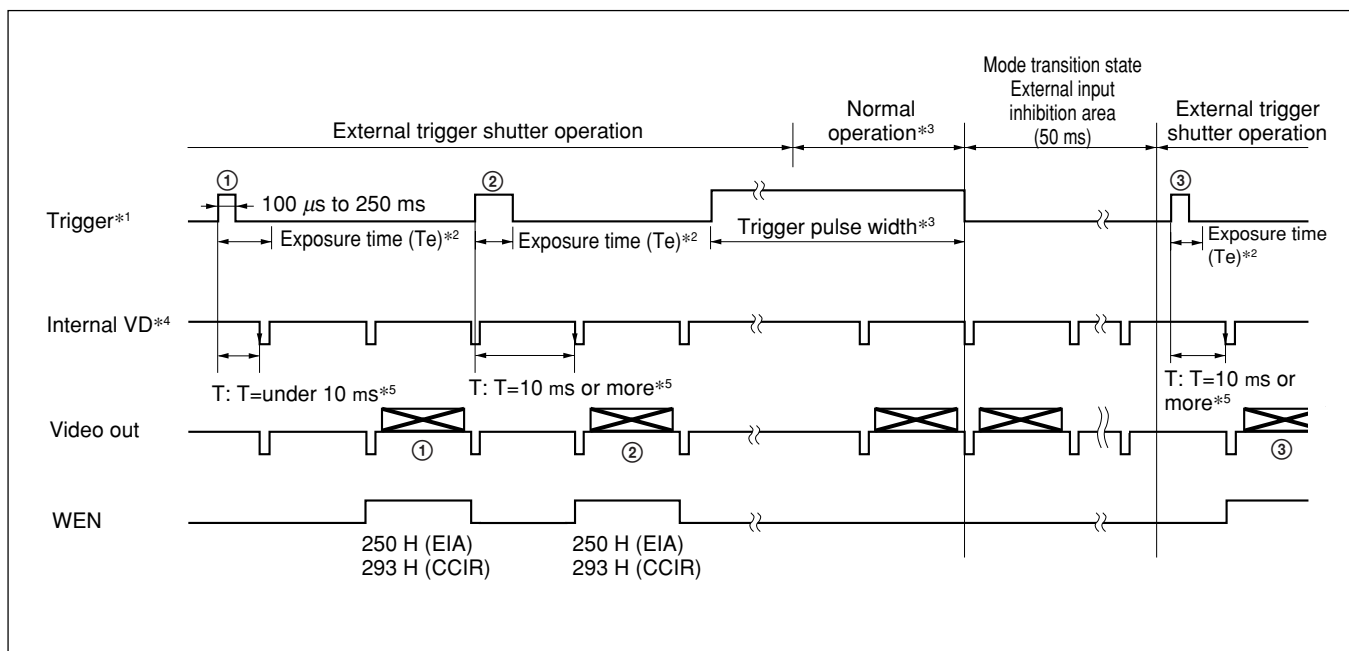 Mode transition state
External input
inhibition area
(50 ms)
Normal
operation*3
External trigger shutter operation
External trigger
shutter operation
① ② ③
Trigger*1
100 μs to 250 ms
Exposure time (Te)*2
Exposure time (Te)*2
Trigger pulse width*3
Exposure time
(Te)*2
Internal VD*4
T: T=under 10 ms*5
T: T=10 ms or more*5
T: T=10 ms or
more*5
Video out
① ② ③
WEN
250 H (EIA)
293 H (CCIR)
250 H (EIA)
293 H (CCIR)